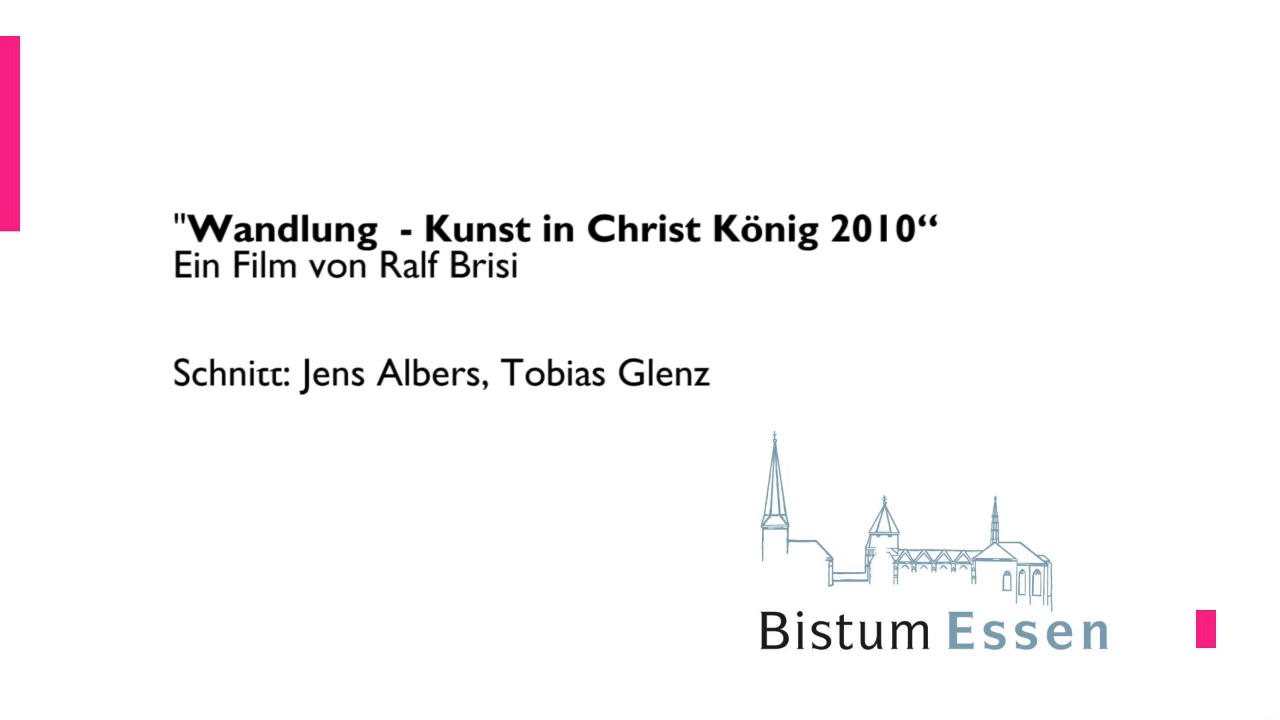 "Wandlung  - Kunst in Christ König 2010“
Ein Film von Ralf Brisi
Schnitt: Jens Albers, Tobias Glenz
Bistum Essen